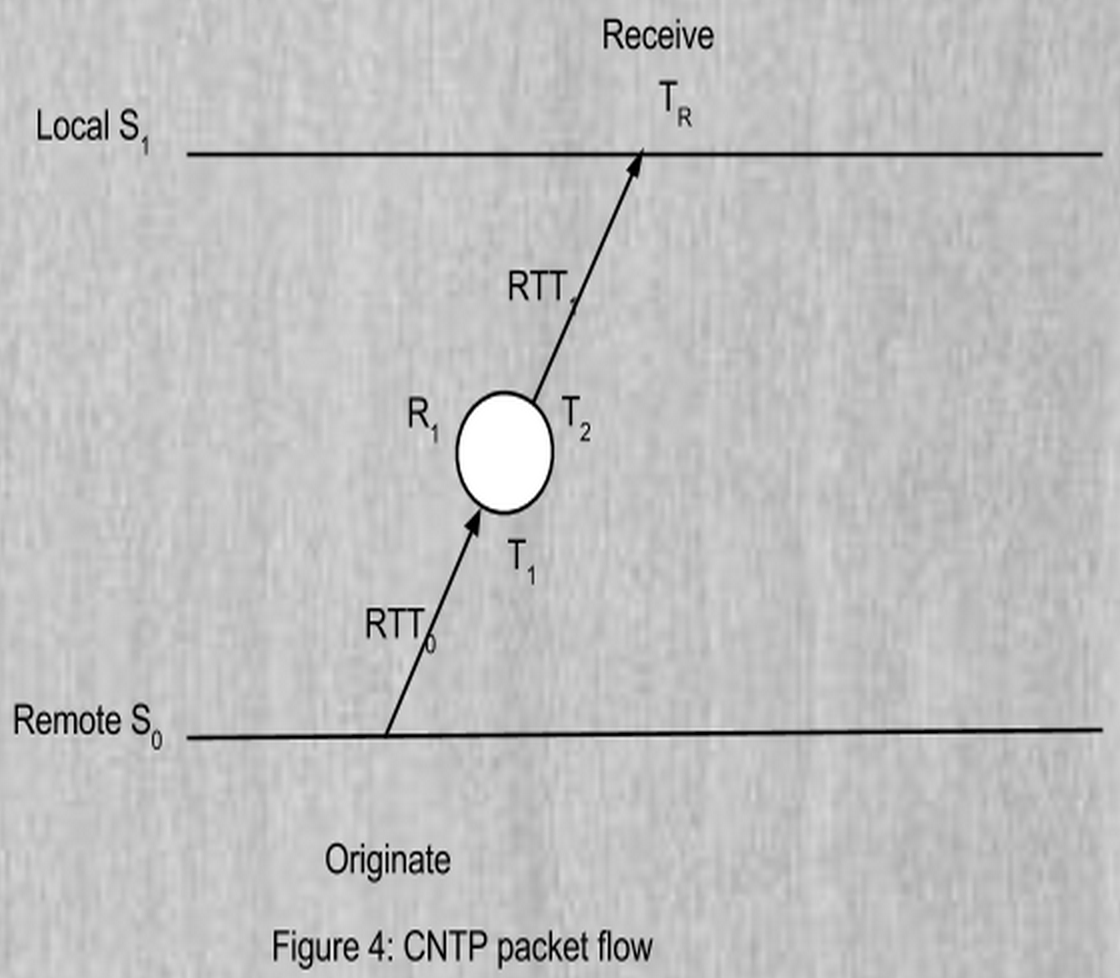 Receive
T_R
Local S_1
RTT_1
R_1
T_2
T_1
RTT_0
Remote S_0
Originate
Figure 4: CNTP packet flow